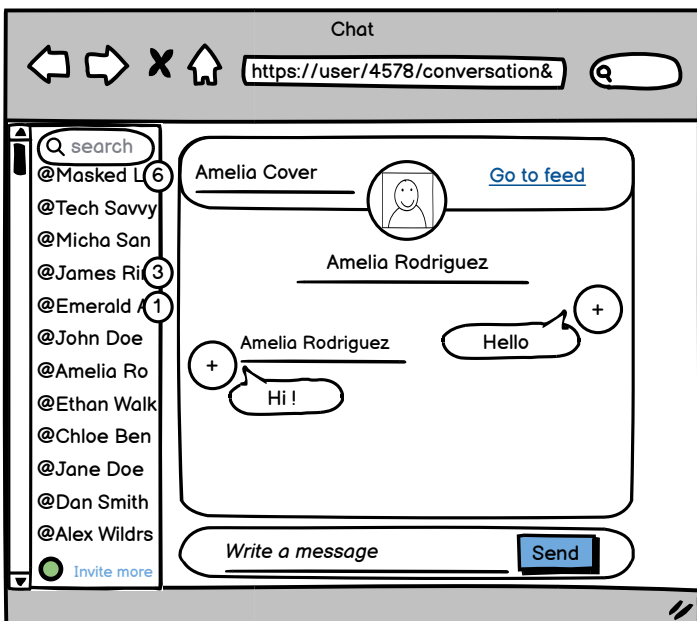 Chat
https://user/4578/conversation&
search
@Masked L 6
@Tech Savvy
@Micha San
@James Rin 3
@Emerald A 1
@John Doe
@Amelia Ro
@Ethan Walk
@Chloe Ben
@Jane Doe
@Dan Smith
@Alex Wildrs
Invite more
Amelia Cover
Go to feed
Amelia Rodriguez
+
Hello
Amelia Rodriguez
+
Hi !
Write a message
Send